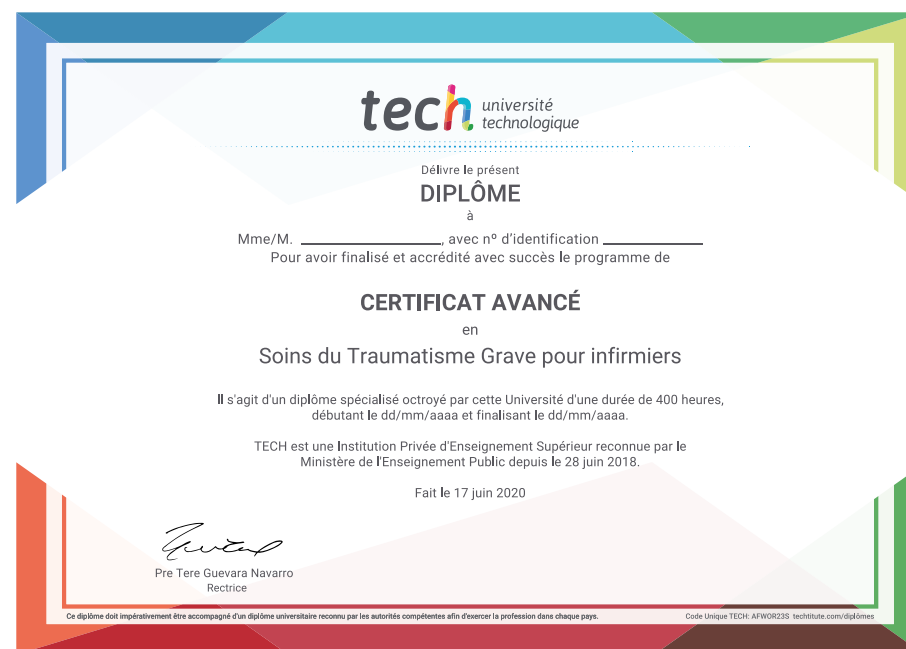 tech université
technologique
Délivre le présent
DIPLÔME
à
Mme/M. ____________________, avec nº d'identification ______________
Pour avoir finalisé et accrédité avec succès le programme de
CERTIFICAT AVANCÉ
en
Soins du Traumatisme Grave pour infirmiers
Il s'agit d'un diplôme spécialisé octroyé par cette Université d'une durée de 400 heures,
débutant le dd/mm/aaaa et finalisant le dd/mm/aaaa.
TECH est une Institution Privée d'Enseignement Supérieur reconnue par le
Ministère de l'Enseignement Public depuis le 28 juin 2018.
Fait le 17 juin 2020
Pre Tere Guevara Navarro
Rectrice
Ce diplôme doit impérativement être accompagné d'un diplôme universitaire reconnu par les autorités compétentes afin d'exercer la profession dans chaque pays.
Code Unique TECH: AFWOR23S techtitute.com/diplômes